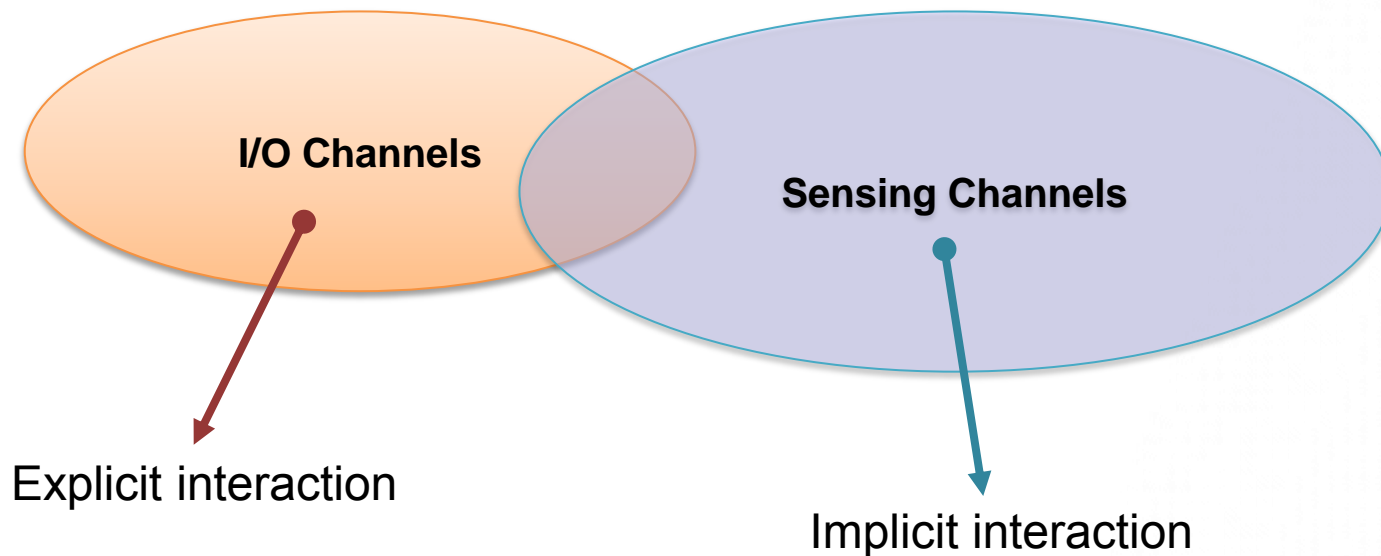 I/O Channels
Sensing Channels
Explicit interaction
Implicit interaction